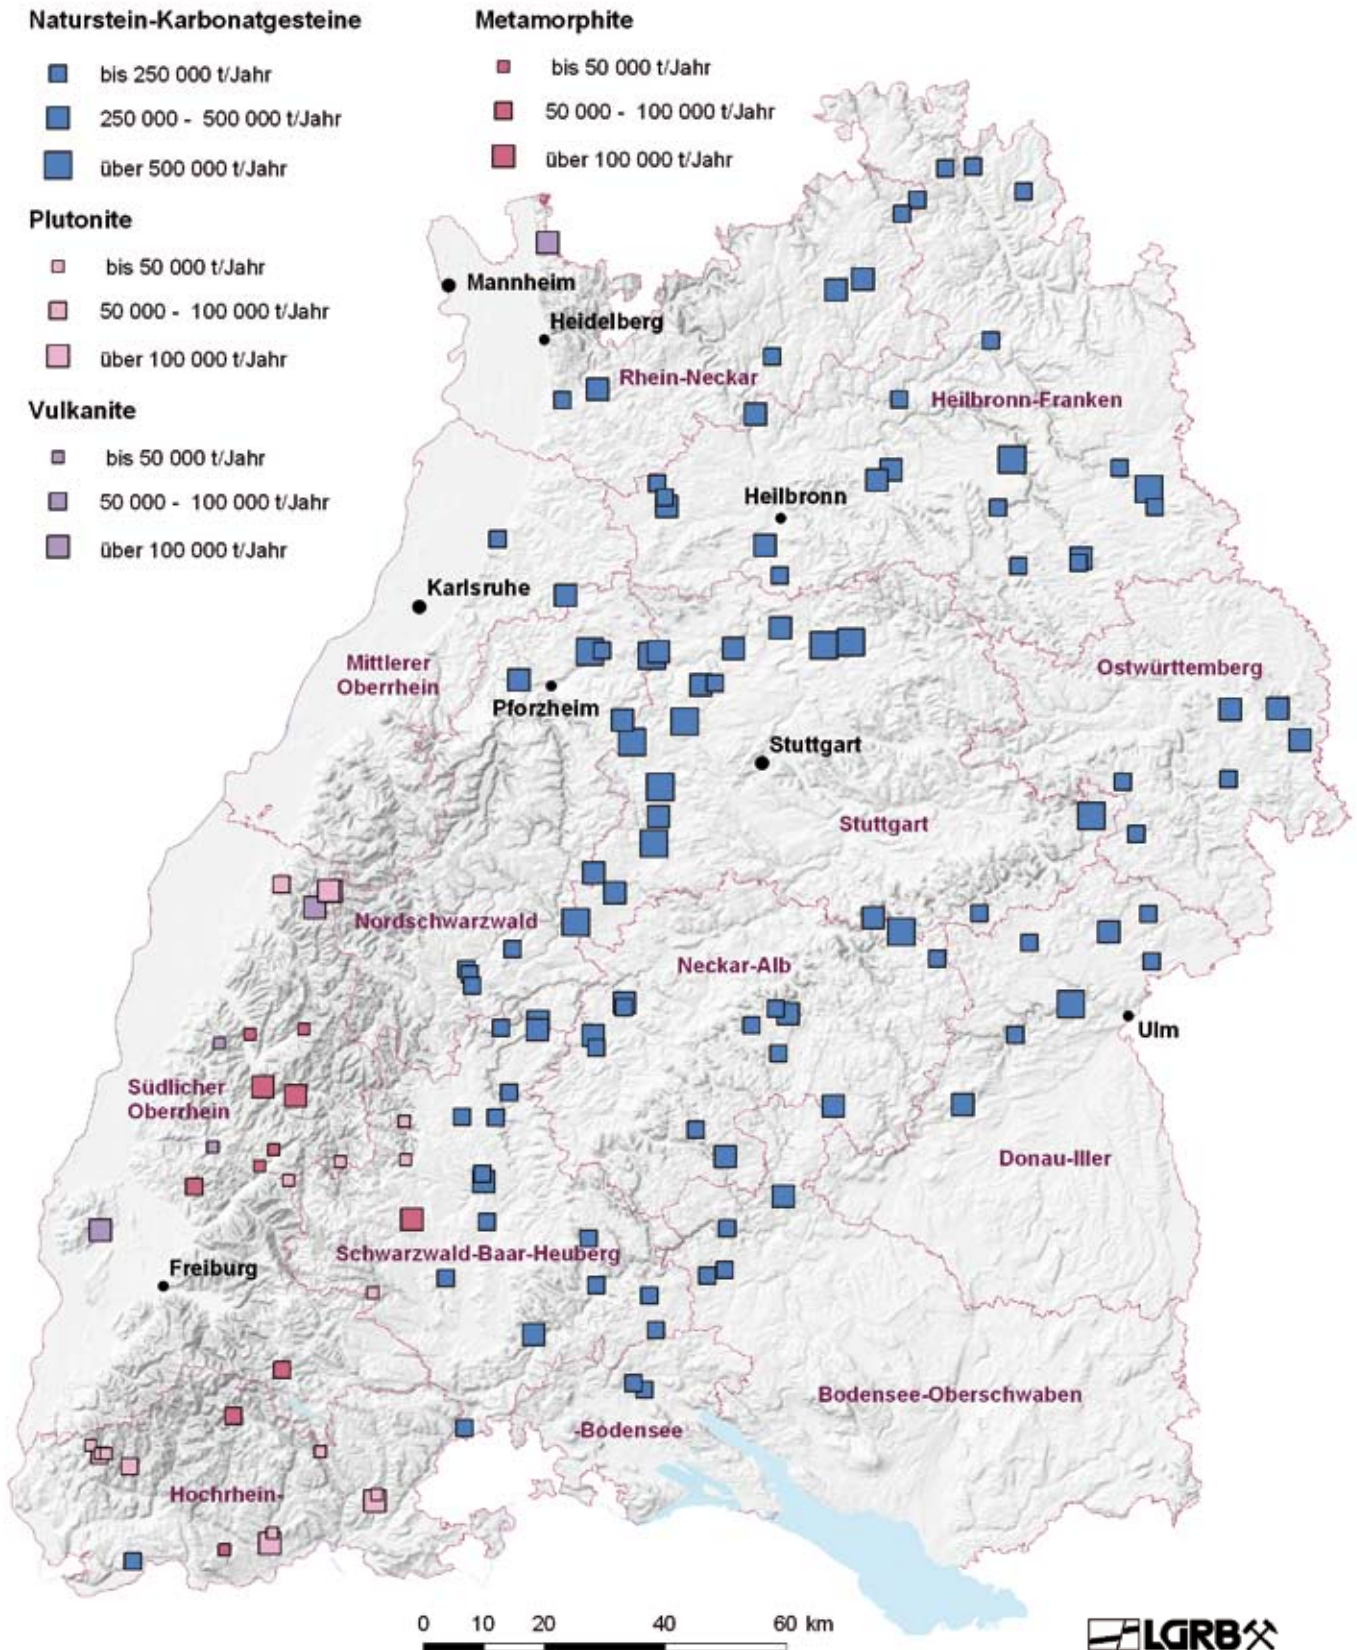 Naturstein-Karbonatgesteine
bis 250 000 t/Jahr
250 000 - 500 000 t/Jahr
über 500 000 t/Jahr
Plutonite
bis 50 000 t/Jahr
50 000 - 100 000 t/Jahr
über 100 000 t/Jahr
Vulkanite
bis 50 000 t/Jahr
50 000 - 100 000 t/Jahr
über 100 000 t/Jahr
Metamorphite
bis 50 000 t/Jahr
50 000 - 100 000 t/Jahr
über 100 000 t/Jahr
Mannheim
Heidelberg
Rhein-Neckar
Heilbronn-Franken
Heilbronn
Karlsruhe
Mittlerer
Oberrhein
Ostwürttemberg
Pforzheim
Stuttgart
Stuttgart
Nordschwarzwald
Neckar-Alb
Ulm
Südlicher
Oberrhein
Donau-Iller
Schwarzwald-Baar-Heuberg
Freiburg
Bodensee-Oberschwaben
-Bodensee
Hochrhein-
0 10 20 40 60 km
LGRB